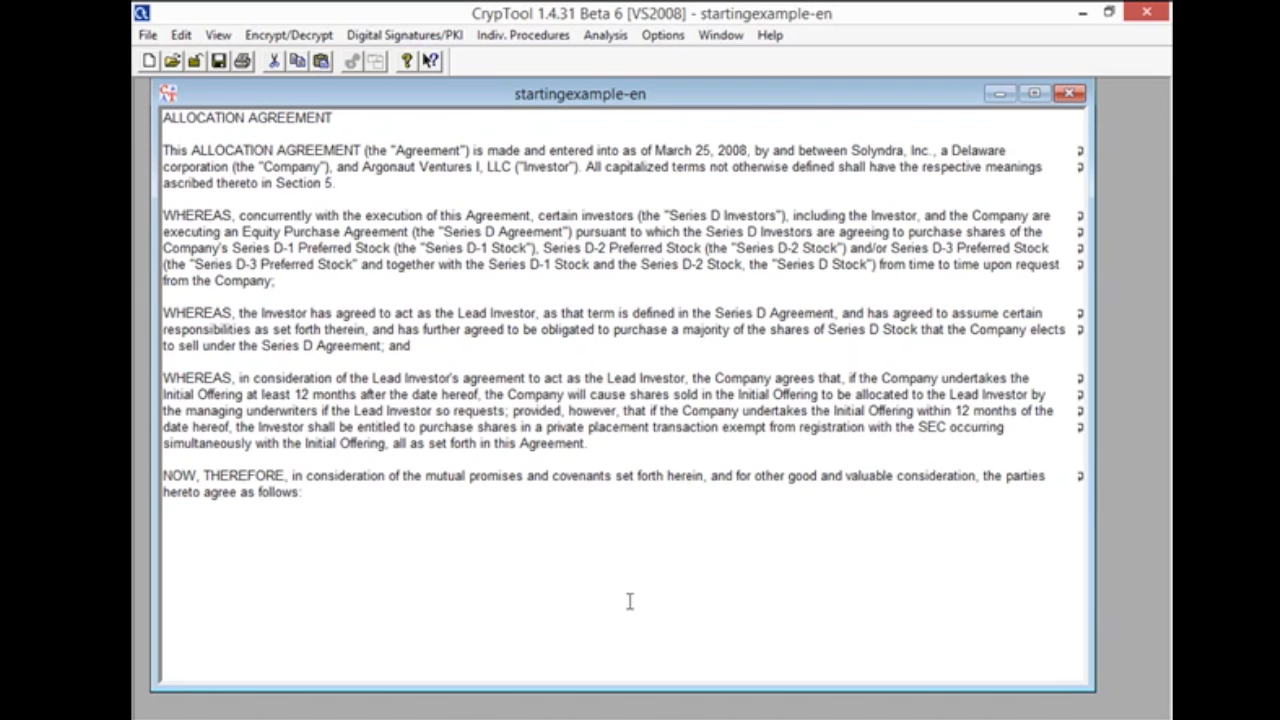 CrypTool 1.4.31 Beta 6 [VS2008] - startingexample-en
File Edit View Encrypt/Decrypt Digital Signatures/PKI Indiv. Procedures Analysis Options Window Help
startingexample-en
ALLOCATION AGREEMENT
This ALLOCATION AGREEMENT (the "Agreement") is made and entered into as of March 25, 2008, by and between Solyndra, Inc., a Delaware
corporation (the "Company"), and Argonaut Ventures I, LLC ("Investor"). All capitalized terms not otherwise defined shall have the respective meanings
ascribed thereto in Section 5.
WHEREAS, concurrently with the execution of this Agreement, certain investors (the "Series D Investors"), including the Investor, and the Company are
executing an Equity Purchase Agreement (the "Series D Agreement") pursuant to which the Series D Investors are agreeing to purchase shares of the
Company's Series D-1 Preferred Stock (the "Series D-1 Stock"), Series D-2 Preferred Stock (the "Series D-2 Stock") and/or Series D-3 Preferred Stock
(the "Series D-3 Preferred Stock" and together with the Series D-1 Stock and the Series D-2 Stock, the "Series D Stock") from time to time upon request
from the Company;
WHEREAS, the Investor has agreed to act as the Lead Investor, as that term is defined in the Series D Agreement, and has agreed to assume certain
responsibilities as set forth therein, and has further agreed to be obligated to purchase a majority of the shares of Series D Stock that the Company elects
to sell under the Series D Agreement; and
WHEREAS, in consideration of the Lead Investor's agreement to act as the Lead Investor, the Company agrees that, if the Company undertakes the
Initial Offering at least 12 months after the date hereof, the Company will cause shares sold in the Initial Offering to be allocated to the Lead Investor by
the managing underwriters if the Lead Investor so requests; provided, however, that if the Company undertakes the Initial Offering within 12 months of the
date hereof, the Investor shall be entitled to purchase shares in a private placement transaction exempt from registration with the SEC occurring
simultaneously with the Initial Offering, all as set forth in this Agreement.
NOW, THEREFORE, in consideration of the mutual promises and covenants set forth herein, and for other good and valuable consideration, the parties
hereto agree as follows: